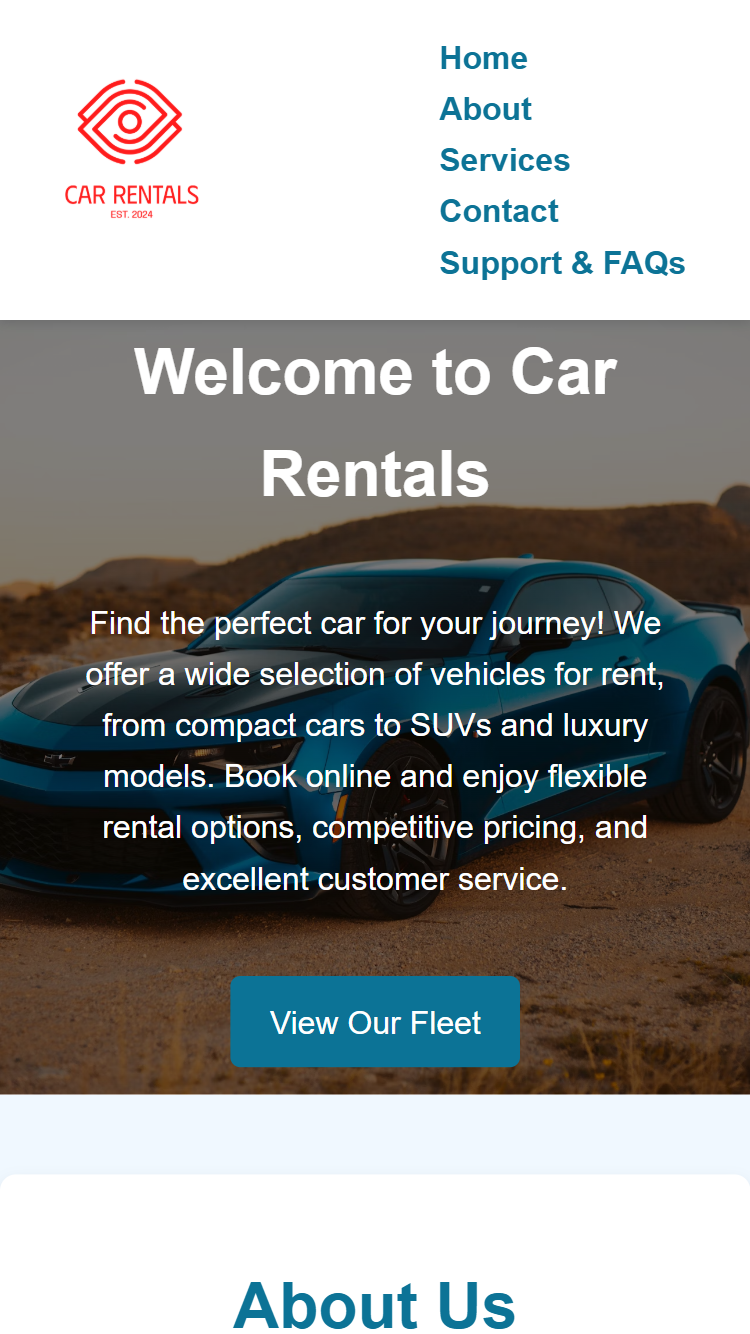 CAR RENTALS
EST. 2024
Home
About
Services
Contact
Support & FAQs
Welcome to Car
Rentals
Find the perfect car for your journey! We
offer a wide selection of vehicles for rent,
from compact cars to SUVs and luxury
models. Book online and enjoy flexible
rental options, competitive pricing, and
excellent customer service.
View Our Fleet
About Us